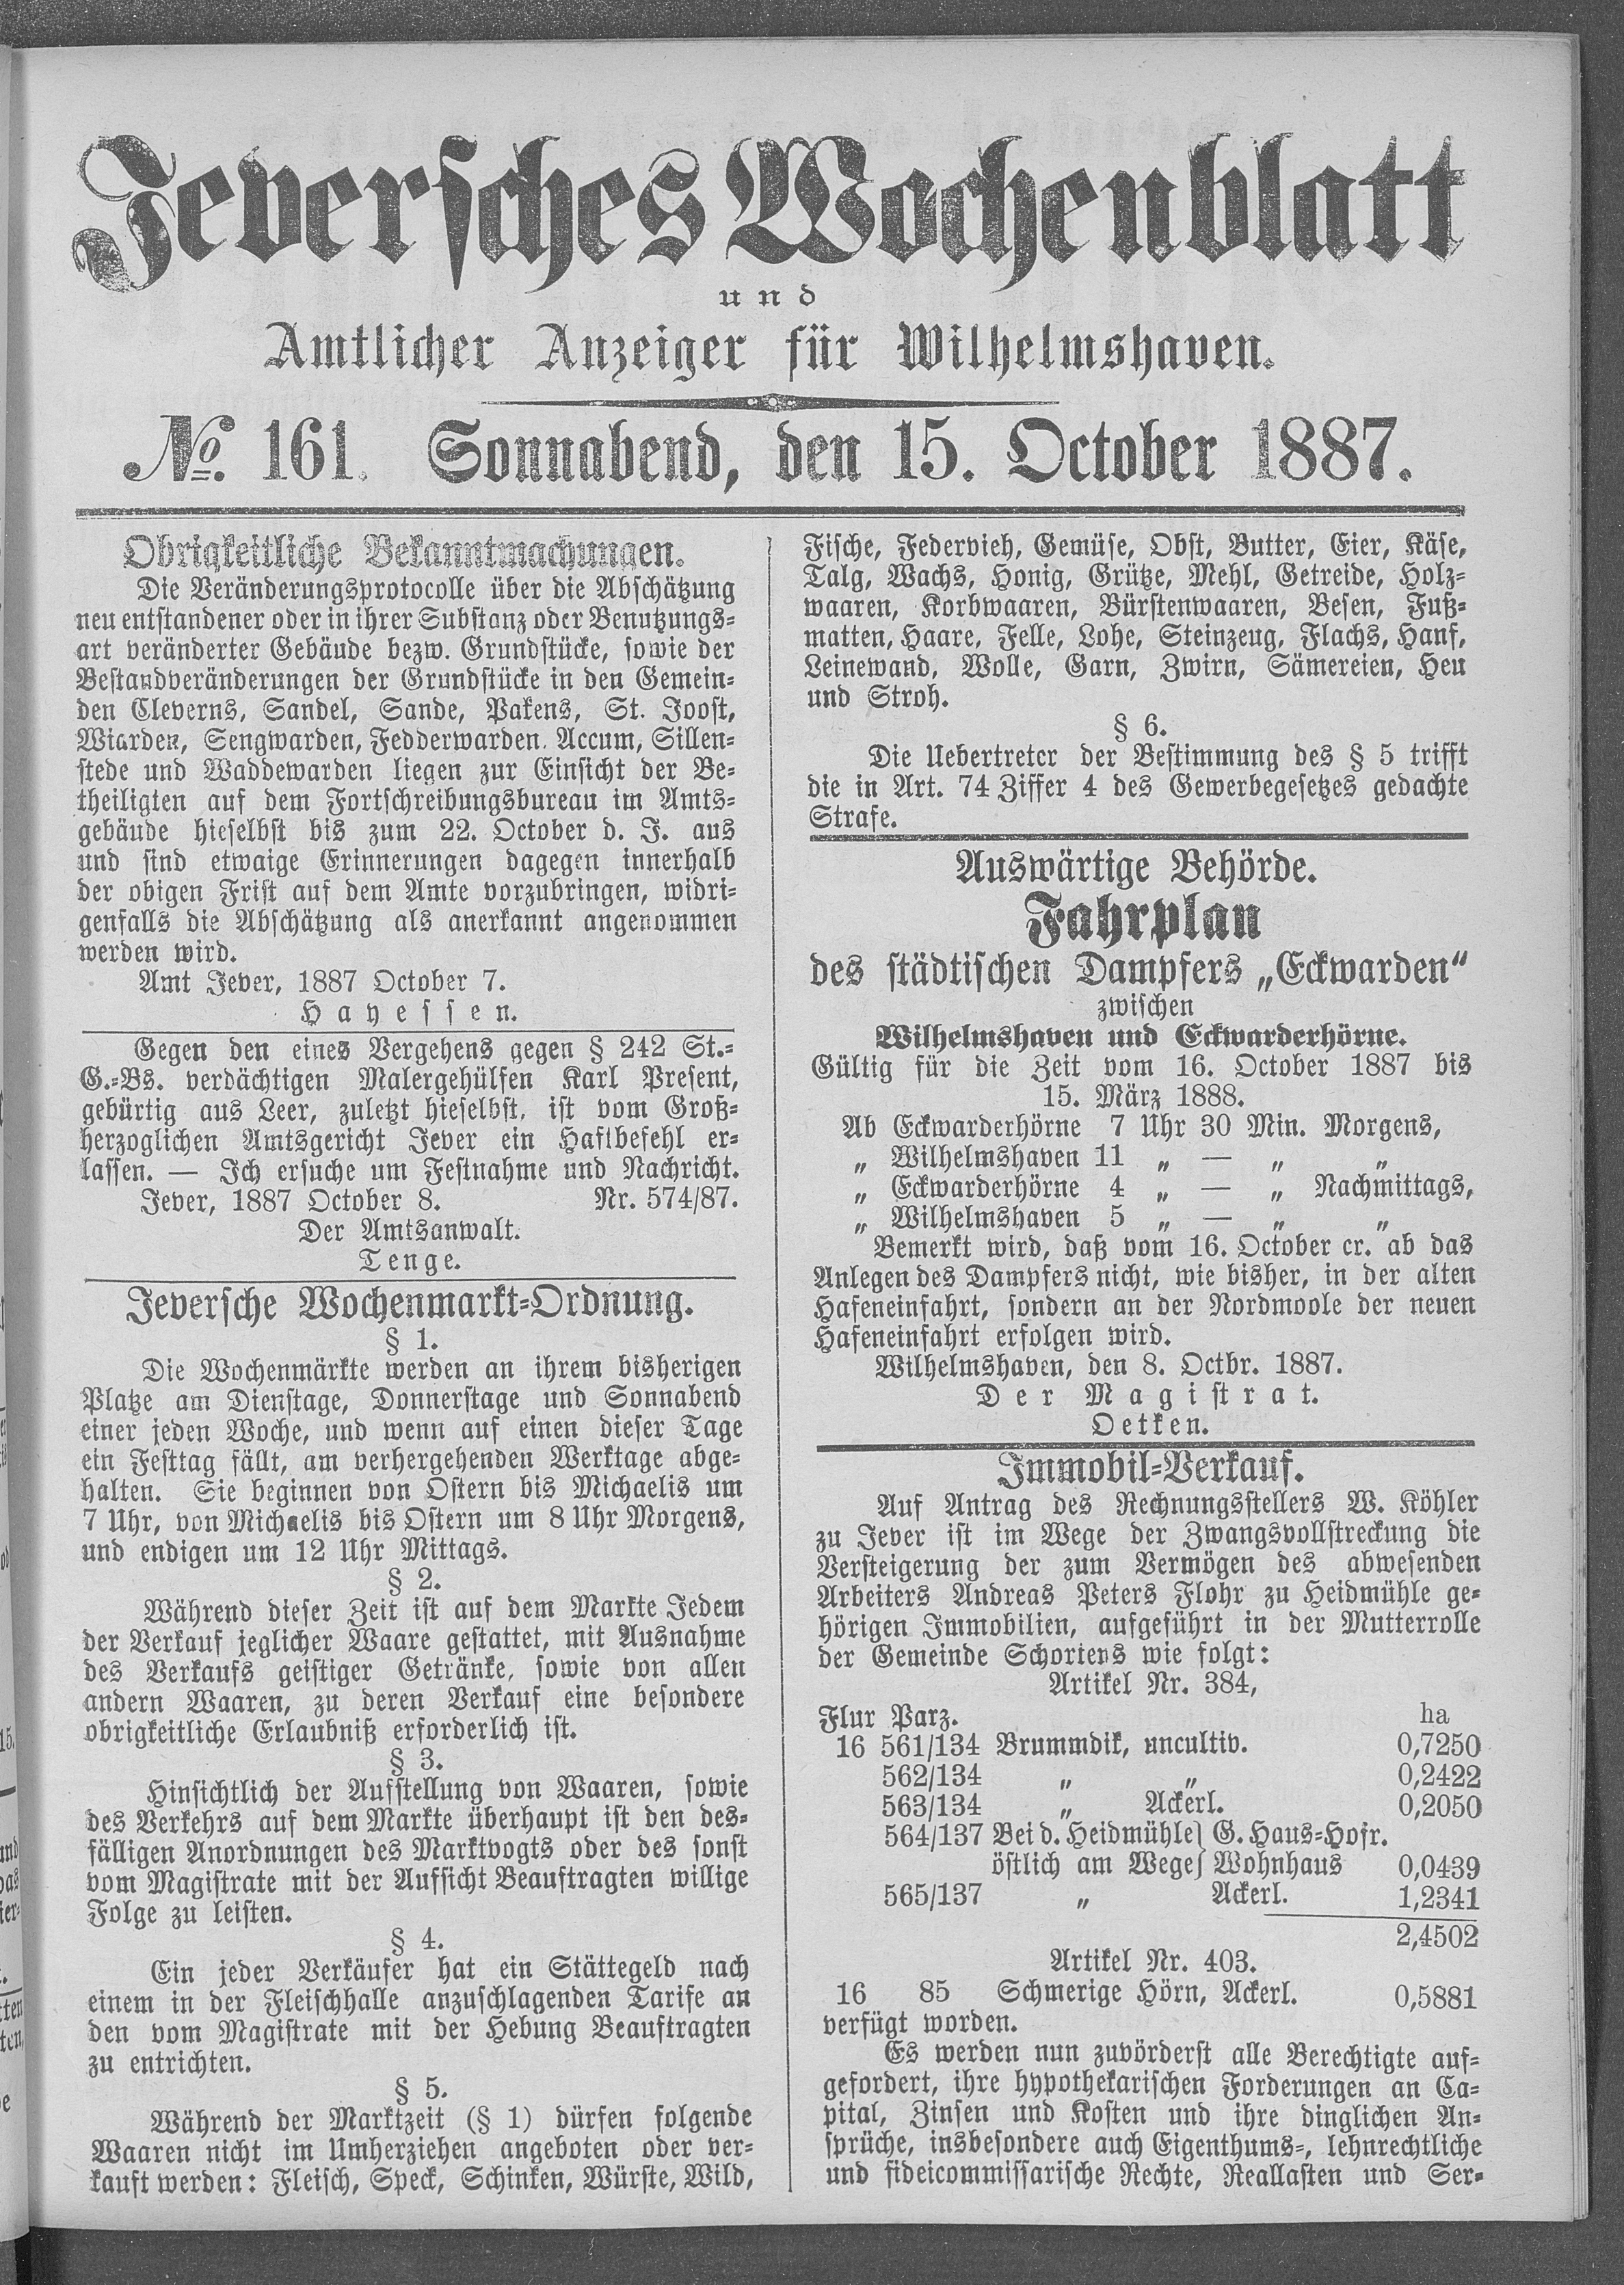 Jeversches Wochenblatt
und
Amtlicher Anzeiger für Wilhelmshaven.
No. 161. Sonnabend, den 15. October 1887.
Obrigkeitliche Bekanntmachungen.
Die Veränderungsprotocolle über die Abschätzung
neu entstandener oder in ihrer Substanz oder Benutzungs-
art veränderter Gebäude bezw. Grundstücke, sowie der
Bestandveränderungen der Grundstücke in den Gemein-
den Cleverns, Sandel, Sande, Pakens, St. Joost,
Wiarden, Sengwarden, Fedderwarden. Accum, Sillen-
stede und Waddewarden liegen zur Einsicht der Be-
theiligten auf dem Fortschreibungsbureau im Amts-
gebäude hieselbst bis zum 22. October d. J. aus
und sind etwaige Erinnerungen dagegen innerhalb
der obigen Frist auf dem Amte vorzubringen, widri-
genfalls die Abschätzung als anerkannt angenommen
werden wird.
Amt Jever, 1887 October 7.
Hayessen.
Gegen den eines Vergehens gegen § 242 St.-
G.-Bs. verdächtigen Malergehülfen Karl Present,
gebürtig aus Leer, zuletzt hieselbst, ist vom Groß-
herzoglichen Amtsgericht Jever ein Haftbefehl er-
lassen. — Ich ersuche um Festnahme und Nachricht.
Jever, 1887 October 8. Nr. 574/87.
Der Amtsanwalt.
Tenge.
Jeversche Wochenmarkt-Ordnung.
§ 1.
Die Wochenmärkte werden an ihrem bisherigen
Platze am Dienstage, Donnerstage und Sonnabend
einer jeden Woche, und wenn auf einen dieser Tage
ein Festtag fällt, am verhergehenden Werktage abge-
halten. Sie beginnen von Ostern bis Michaelis um
7 Uhr, von Michaelis bis Ostern um 8 Uhr Morgens,
und endigen um 12 Uhr Mittags.
§ 2.
Während dieser Zeit ist auf dem Markte Jedem
der Verkauf jeglicher Waare gestattet, mit Ausnahme
des Verkaufs geistiger Getränke, sowie von allen
andern Waaren, zu deren Verkauf eine besondere
obrigkeitliche Erlaubniß erforderlich ist.
§ 3.
Hinsichtlich der Aufstellung von Waaren, sowie
des Verkehrs auf dem Markte überhaupt ist den des-
fälligen Anordnungen des Marktvogts oder des sonst
vom Magistrate mit der Aufsicht Beauftragten willige
Folge zu leisten.
§ 4.
Ein jeder Verkäufer hat ein Stättegeld nach
einem in der Fleischhalle anzuschlagenden Tarife an
den vom Magistrate mit der Hebung Beauftragten
zu entrichten.
§ 5.
Während der Marktzeit (§ 1) dürfen folgende
Waaren nicht im Umherziehen angeboten oder ver-
kauft werden: Fleisch, Speck, Schinken, Würste, Wild,
Fische, Federvieh, Gemüse, Obst, Butter, Eier, Käse,
Talg, Wachs, Honig, Grütze, Mehl, Getreide, Holz-
waaren, Korbwaaren, Bürstenwaaren, Besen, Fuß-
matten, Haare, Felle, Lohe, Steinzeug, Flachs, Hanf,
Leinewand, Wolle, Garn, Zwirn, Sämereien, Heu
und Stroh.
§ 6.
Die Uebertreter der Bestimmung des § 5 trifft
die in Art. 74 Ziffer 4 des Gewerbegesetzes gedachte
Strafe.
Auswärtige Behörde.
Fahrplan
des städtischen Dampfers „Eckwarden“
zwischen
Wilhelmshaven und Eckwarderhörne.
Gültig für die Zeit vom 16. October 1887 bis
15. März 1888.
Ab Eckwarderhörne 7 Uhr 30 Min. Morgens,
„ Wilhelmshaven 11 „ — „ „
„ Eckwarderhörne 4 „ — „ Nachmittags,
„ Wilhelmshaven 5 „ — „ „
Bemerkt wird, daß vom 16. October cr. ab das
Anlegen des Dampfers nicht, wie bisher, in der alten
Hafeneinfahrt, sondern an der Nordmoole der neuen
Hafeneinfahrt erfolgen wird.
Wilhelmshaven, den 8. Octbr. 1887.
Der Magistrat.
Oetken.
Immobil-Verkauf.
Auf Antrag des Rechnungsstellers W. Köhler
zu Jever ist im Wege der Zwangsvollstreckung die
Versteigerung der zum Vermögen des abwesenden
Arbeiters Andreas Peters Flohr zu Heidmühle ge-
hörigen Immobilien, aufgeführt in der Mutterrolle
der Gemeinde Schortens wie folgt:
Artikel Nr. 384,
Flur Parz. ha
16 561/134 Brummdik, uncultiv. 0,7250
562/134 „ „ 0,2422
563/134 „ Ackerl. 0,2050
564/137 Bei d. Heidmühle } G. Haus-Hofr.
östlich am Wege } Wohnhaus 0,0439
565/137 „ Ackerl. 1,2341
2,4502
Artikel Nr. 403.
16 85 Schmerige Hörn, Ackerl. 0,5881
verfügt worden.
Es werden nun zuvörderst alle Berechtigte auf-
gefordert, ihre hypothekarischen Forderungen an Ca-
pital, Zinsen und Kosten und ihre dinglichen An-
sprüche, insbesondere auch Eigenthums-, lehnrechtliche
und fideicommissarische Rechte, Reallasten und Ser-